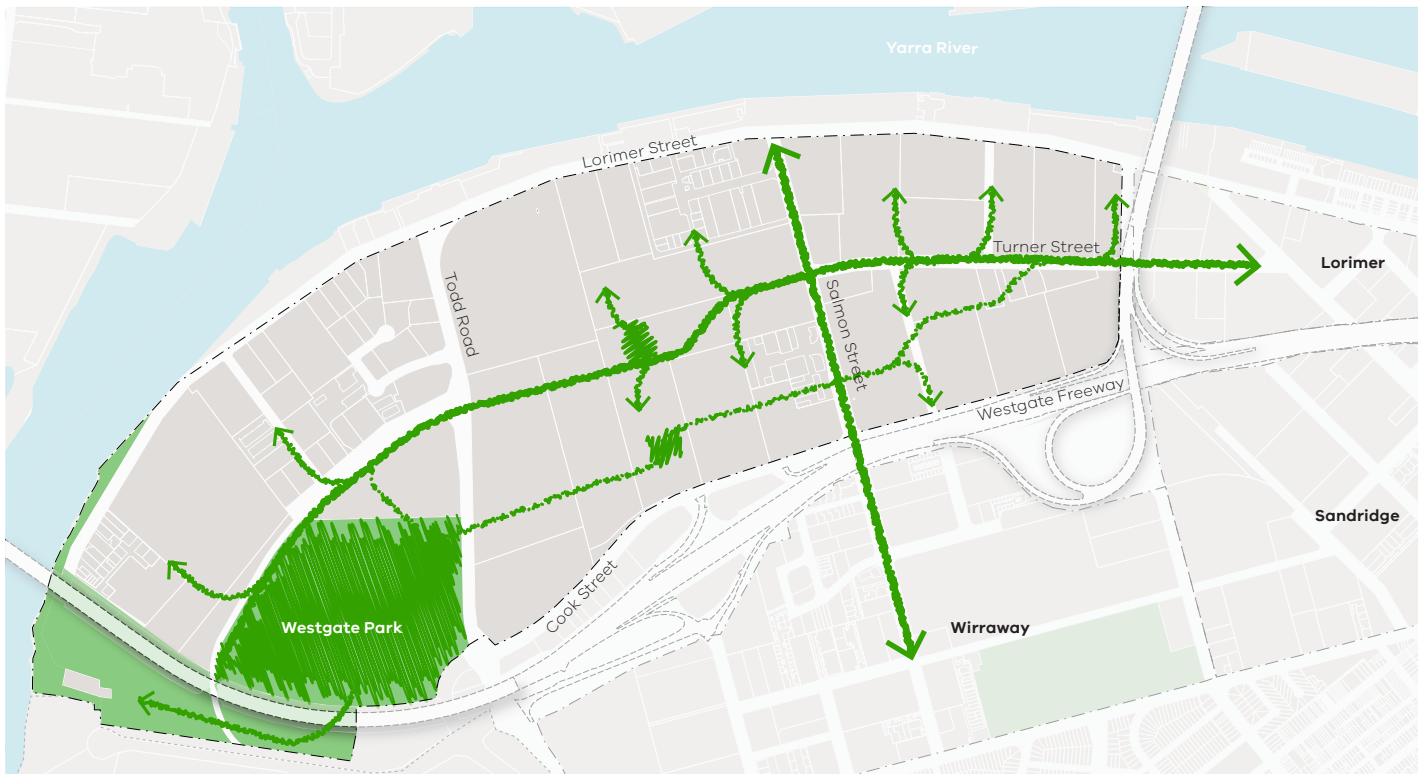 Yarra River
Lorimer Street
Turner Street
Lorimer
Todd Road
Salmon Street
Westgate Freeway
Sandridge
Cook Street
Westgate Park
Wirraway